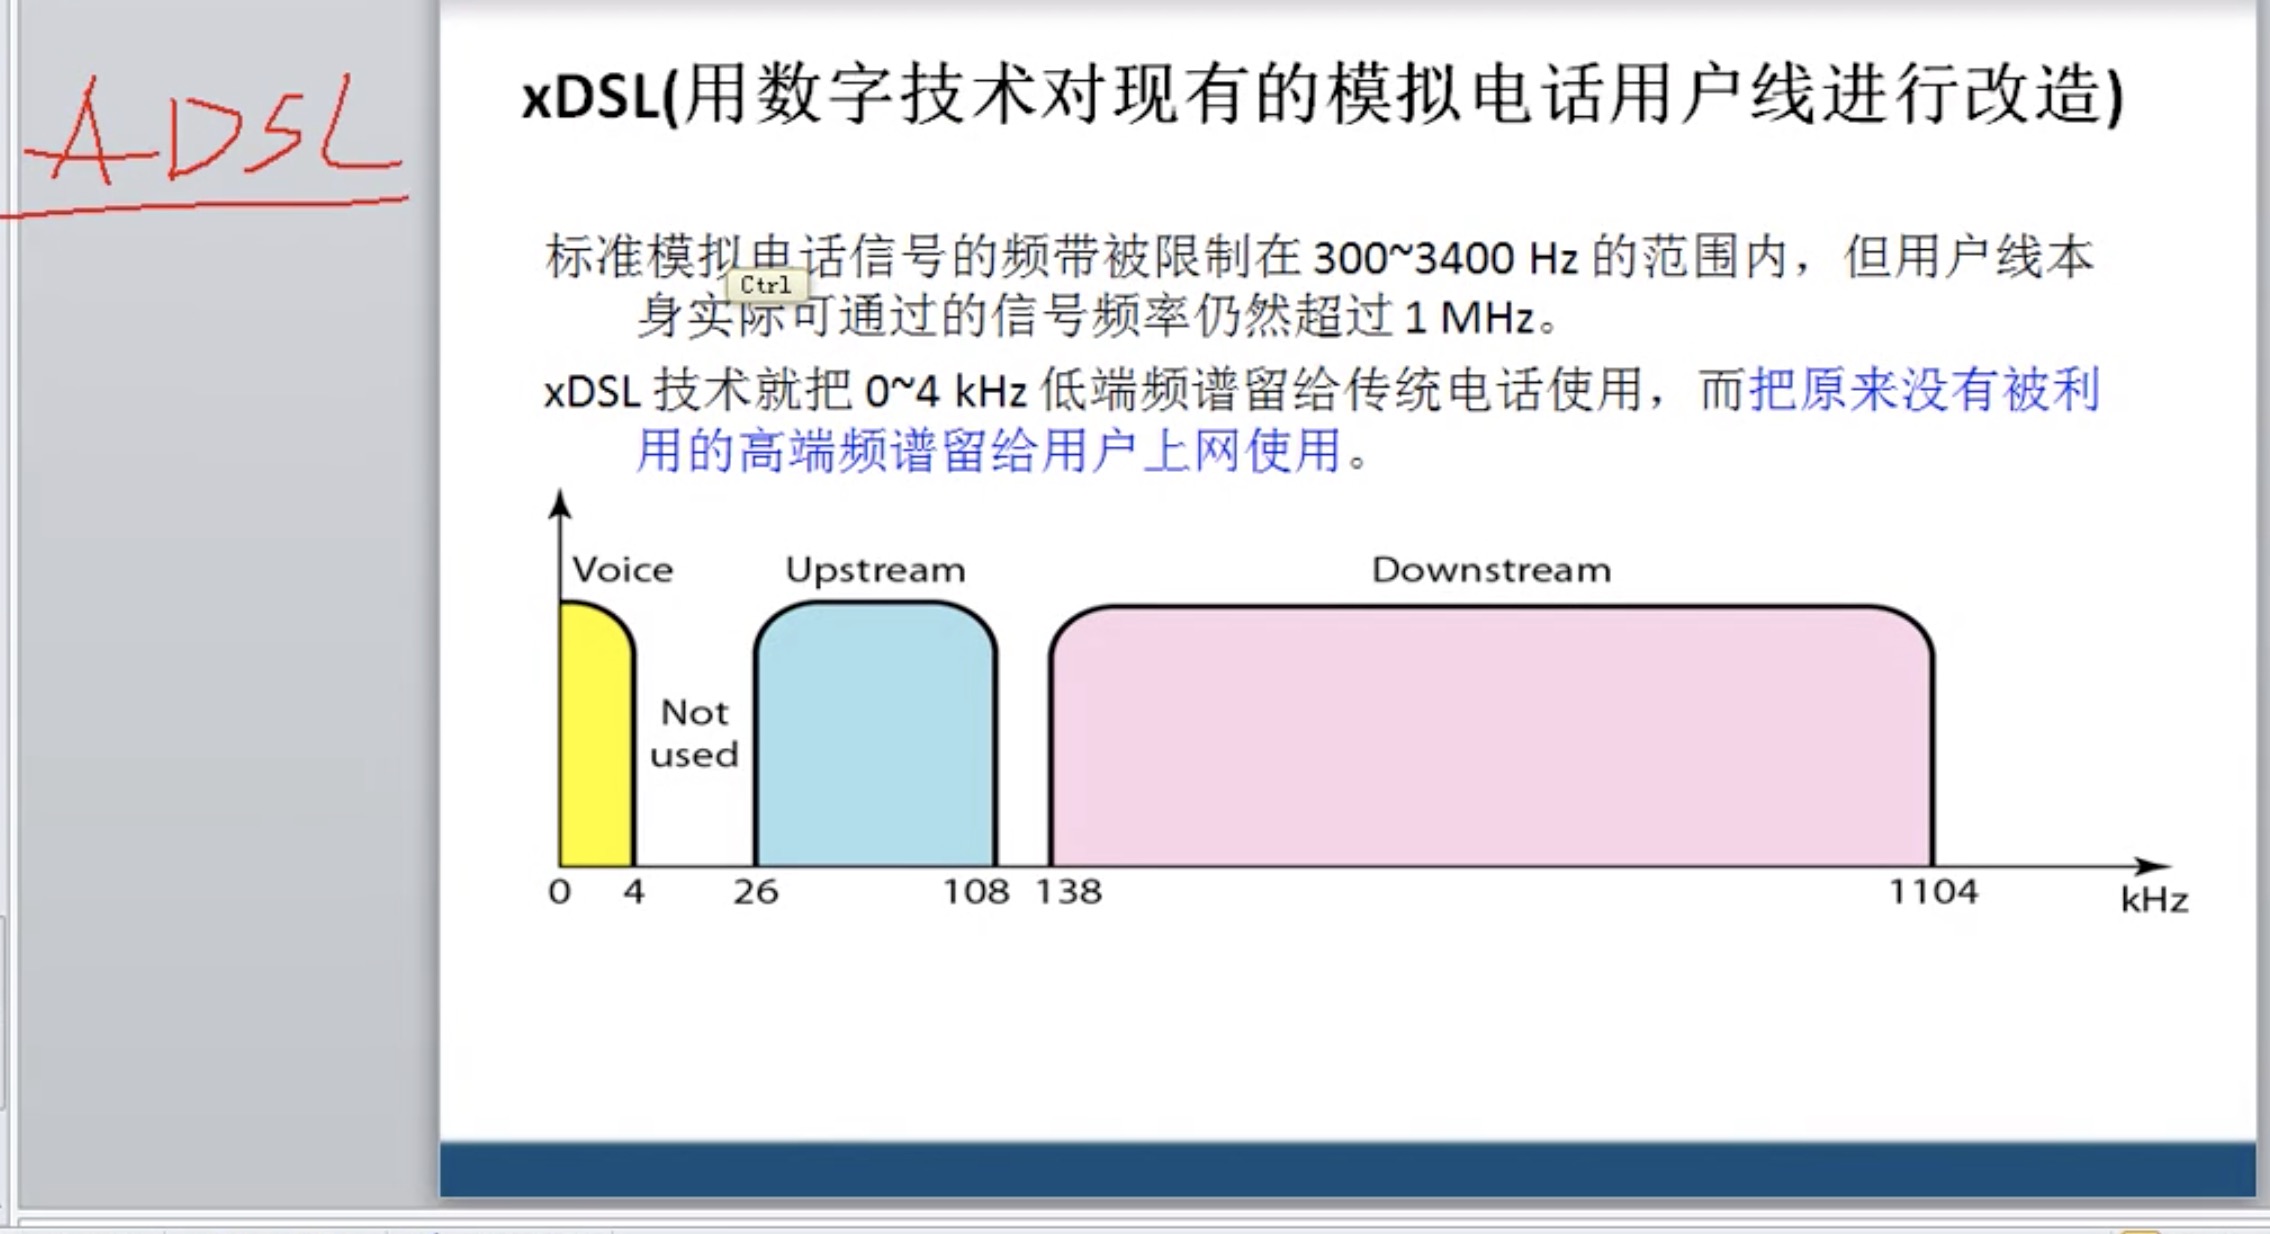 ADSL
xDSL(用数字技术对现有的模拟电话用户线进行改造)
标准模拟电话信号的频带被限制在 300~3400 Hz 的范围内，但用户线本
Ctrl
身实际可通过的信号频率仍然超过 1 MHz。
xDSL 技术就把 0~4 kHz 低端频谱留给传统电话使用，而把原来没有被利
用的高端频谱留给用户上网使用。
Voice Upstream Downstream
Not
used
0 4 26 108 138 1104 kHz